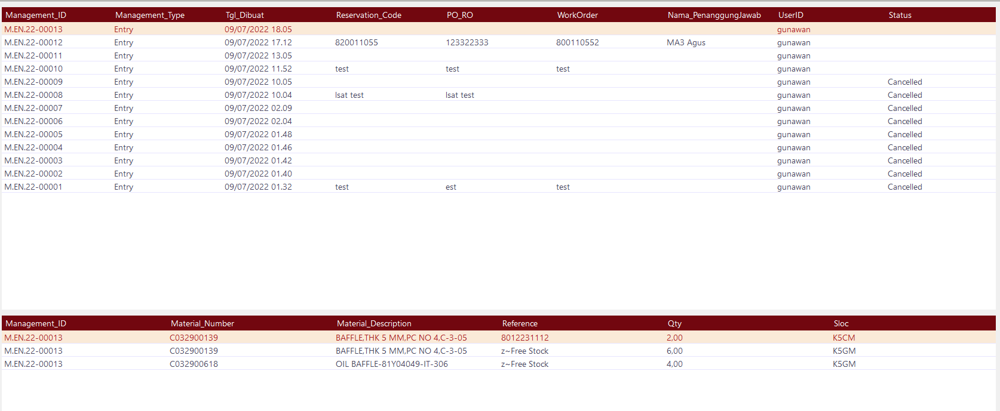 Management_ID Management_Type Tgl_Dibuat Reservation_Code PO_RO WorkOrder Nama_PenanggungJawab UserID Status
M.EN.22-00013 Entry 09/07/2022 18.05 gunawan
M.EN.22-00012 Entry 09/07/2022 17.12 820011055 123322333 800110552 MA3 Agus gunawan
M.EN.22-00011 Entry 09/07/2022 13.05 gunawan
M.EN.22-00010 Entry 09/07/2022 11.52 test test test gunawan
M.EN.22-00009 Entry 09/07/2022 10.05 gunawan Cancelled
M.EN.22-00008 Entry 09/07/2022 10.04 lsat test lsat test gunawan Cancelled
M.EN.22-00007 Entry 09/07/2022 02.09 gunawan Cancelled
M.EN.22-00006 Entry 09/07/2022 02.04 gunawan Cancelled
M.EN.22-00005 Entry 09/07/2022 01.48 gunawan Cancelled
M.EN.22-00004 Entry 09/07/2022 01.46 gunawan Cancelled
M.EN.22-00003 Entry 09/07/2022 01.42 gunawan Cancelled
M.EN.22-00002 Entry 09/07/2022 01.40 gunawan Cancelled
M.EN.22-00001 Entry 09/07/2022 01.32 test est test gunawan Cancelled
Management_ID Material_Number Material_Description Reference Qty Sloc
M.EN.22-00013 C032900139 BAFFLE,THK 5 MM,PC NO 4,C-3-05 8012231112 2,00 K5CM
M.EN.22-00013 C032900139 BAFFLE,THK 5 MM,PC NO 4,C-3-05 z~Free Stock 6,00 K5GM
M.EN.22-00013 C032900618 OIL BAFFLE-81Y04049-IT-306 z~Free Stock 4,00 K5GM